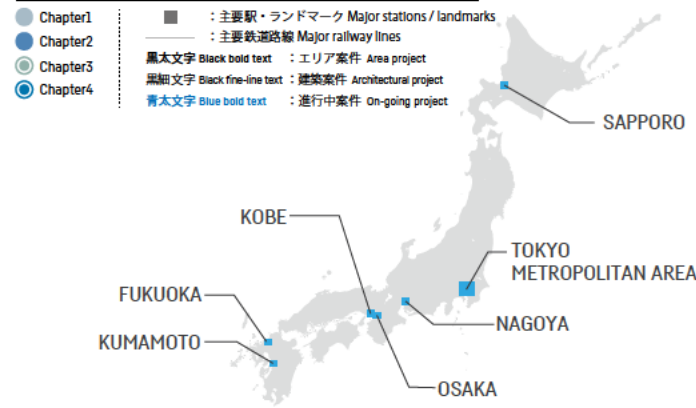 Chapter1
Chapter2
Chapter3
Chapter4
：主要駅・ランドマーク Major stations / landmarks
：主要鉄道路線 Major railway lines
黒太文字 Black bold text ：エリア案件 Area project
黒細文字 Black fine-line text ：建築案件 Architectural project
青太文字 Blue bold text ：進行中案件 On-going project
SAPPORO
KOBE
TOKYO
METROPOLITAN AREA
FUKUOKA
NAGOYA
KUMAMOTO
OSAKA